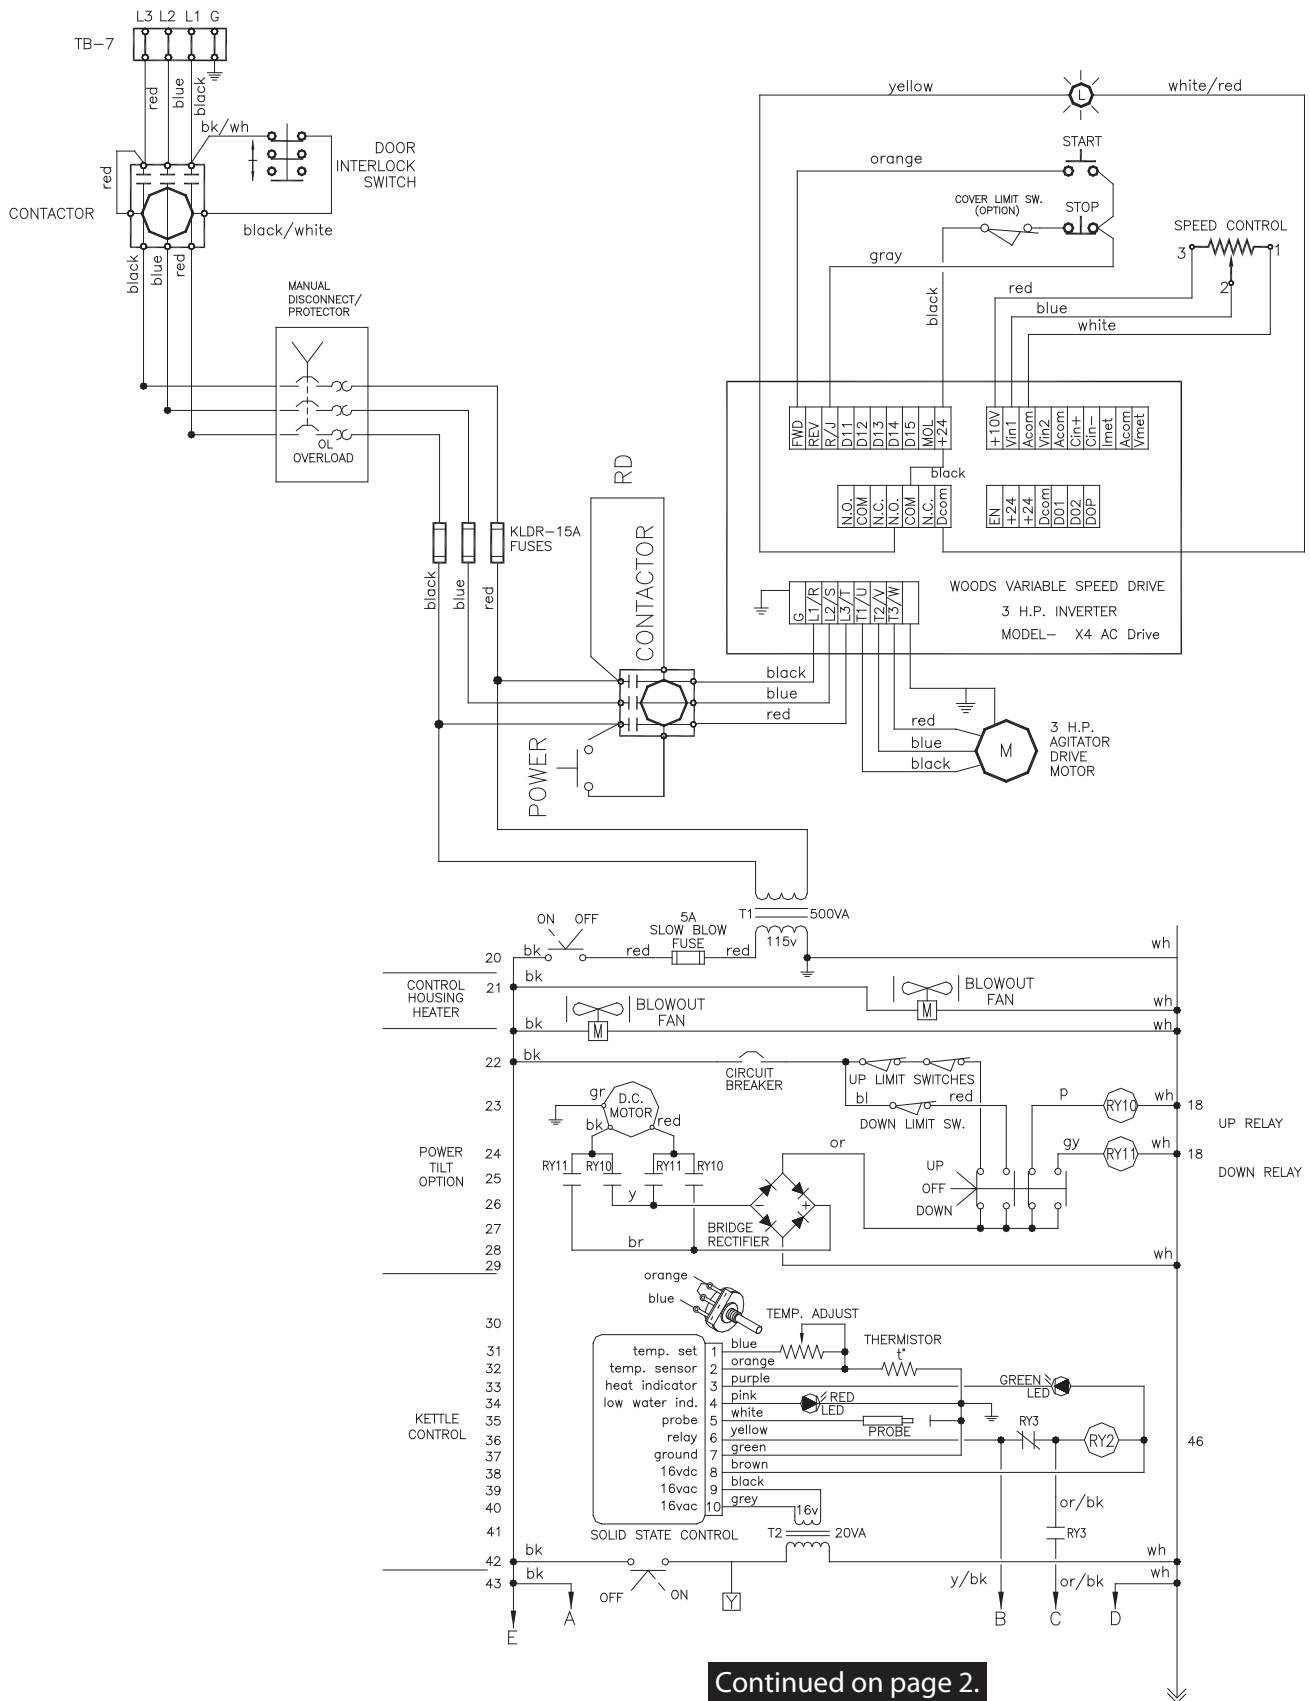 L3 L2 L1 G
TB-7
red
blue
black
bk/wh
DOOR
INTERLOCK
SWITCH
red
CONTACTOR
black/white
black
blue
red
MANUAL
DISCONNECT/
PROTECTOR
OL
OVERLOAD
yellow
L
white/red
START
orange
COVER LIMIT SW.
(OPTION)
STOP
gray
black
SPEED CONTROL
3
1
2
red
blue
white
FWD
REV
R/J
D11
D12
D13
D14
D15
MOL
+24
+10V
Vin1
Acom
Vin2
Acom
Cin+
Cin-
Imet
Acom
Vmet
black
N.O.
COM
N.C.
N.O.
COM
N.C.
Dcom
EN
+24
+24
Dcom
D01
D02
DOP
G
L1/R
L2/S
L3/T
T1/U
T2/V
T3/W
WOODS VARIABLE SPEED DRIVE
3 H.P. INVERTER
MODEL- X4 AC Drive
KLDR-15A
FUSES
black
blue
red
RD
CONTACTOR
POWER
black
blue
red
red
blue
black
M
3 H.P.
AGITATOR
DRIVE
MOTOR
T1
500VA
115v
ON OFF
5A
SLOW BLOW
FUSE
20
bk
red
red
wh
CONTROL
HOUSING
HEATER
21
bk
M
BLOWOUT
FAN
wh
bk
M
BLOWOUT
FAN
wh
22
bk
CIRCUIT
BREAKER
UP LIMIT SWITCHES
23
gr
D.C.
MOTOR
bk
red
bl
red
DOWN LIMIT SW.
p
RY10
wh
18
UP RELAY
POWER
TILT
OPTION
24
25
26
27
28
29
RY11
RY10
RY11
RY10
or
gy
RY11
wh
18
DOWN RELAY
UP
OFF
DOWN
y
-
+
BRIDGE
RECTIFIER
br
wh
orange
blue
30
TEMP. ADJUST
THERMISTOR
t°
31
temp. set 1 blue
32
temp. sensor 2 orange
33
heat indicator 3 purple
GREEN
LED
34
low water ind. 4 pink
RED
LED
KETTLE
CONTROL
35
probe 5 white
PROBE
36
relay 6 yellow
RY3
RY2
46
37
ground 7 green
38
16vdc 8 brown
39
16vac 9 black
40
16vac 10 grey
16v
or/bk
41
SOLID STATE CONTROL
T2
20VA
RY3
42
bk
wh
43
bk
OFF
ON
Y
y/bk
or/bk
wh
E
A
B
C
D
Continued on page 2.